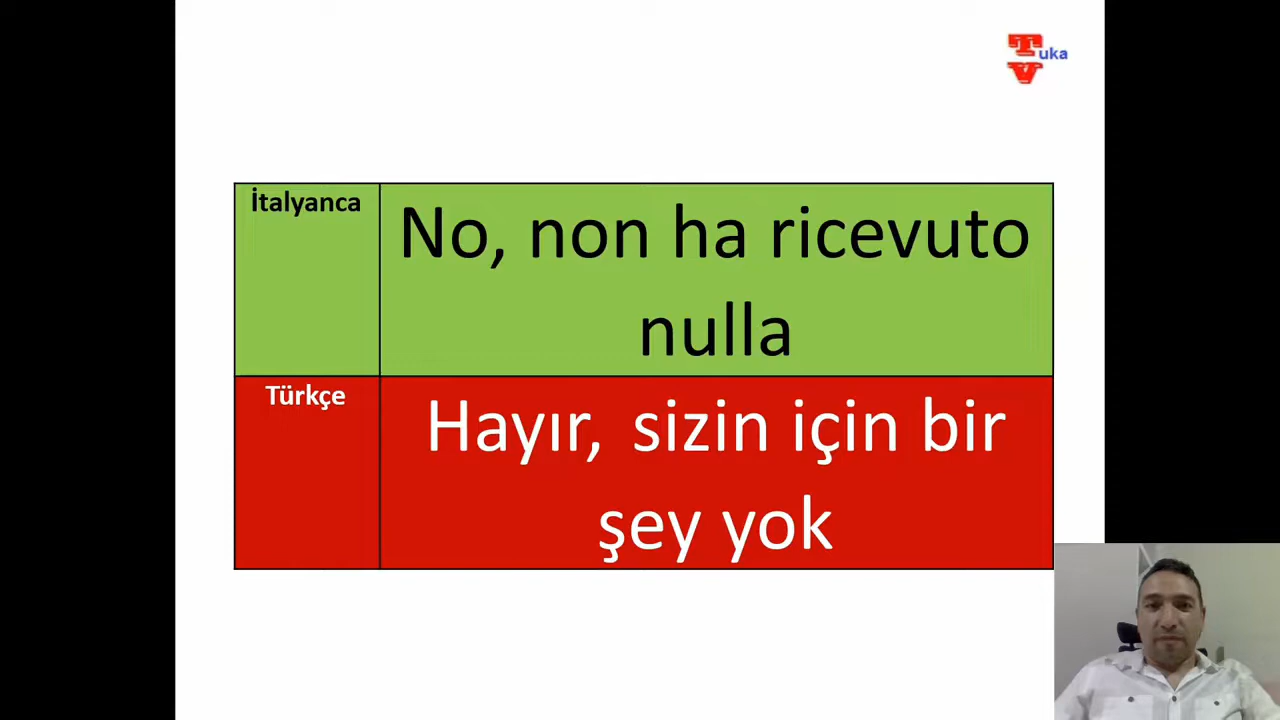 T uka
V
İtalyanca
No, non ha ricevuto
nulla
Türkçe
Hayır, sizin için bir
şey yok